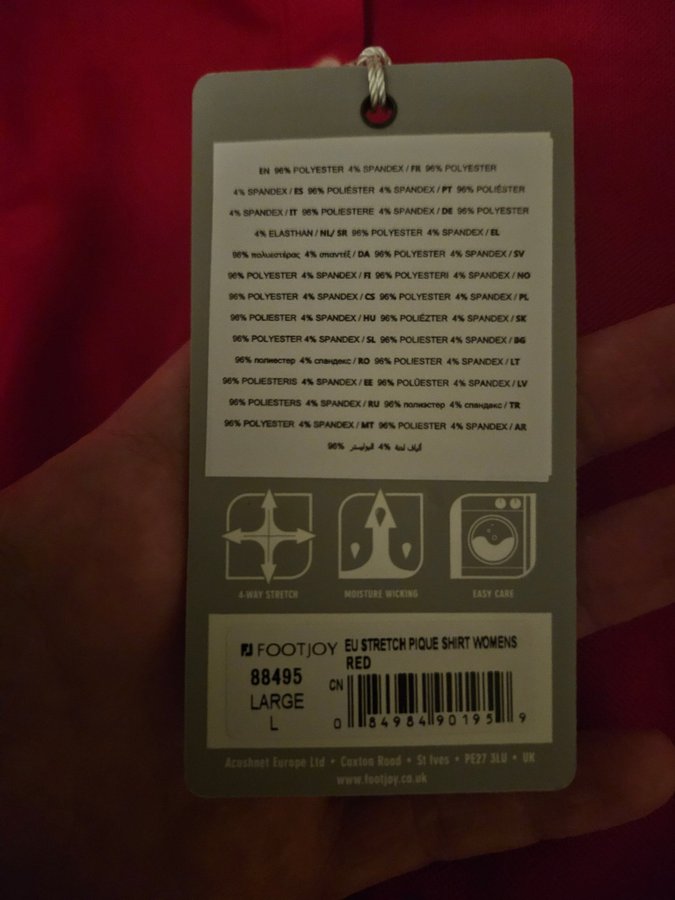 EN 96% POLYESTER 4% SPANDEX / FR 96% POLYESTER
4% SPANDEX / ES 96% POLIÉSTER 4% SPANDEX / PT 96% POLIÉSTER
4% SPANDEX / IT 96% POLIESTERE 4% SPANDEX / DE 96% POLYESTER
4% ELASTHAN / NL/ SR 96% POLYESTER 4% SPANDEX / EL
96% πολυεστέρας 4% σπαντέξ / DA 96% POLYESTER 4% SPANDEX / SV
96% POLYESTER 4% SPANDEX / FI 96% POLYESTERI 4% SPANDEX / NO
96% POLYESTER 4% SPANDEX / CS 96% POLYESTER 4% SPANDEX / PL
96% POLIESTER 4% SPANDEX / HU 96% POLIÉZTER 4% SPANDEX / SK
96% POLYESTER 4% SPANDEX / SL 96% POLIESTER 4% SPANDEX / BG
96% полиестер 4% спандекс / RO 96% POLIESTER 4% SPANDEX / LT
96% POLIESTERIS 4% SPANDEX / EE 96% POLÜESTER 4% SPANDEX / LV
96% POLIESTERS 4% SPANDEX / RU 96% полиэстер 4% спандекс / TR
96% POLYESTER 4% SPANDEX / MT 96% POLIESTER 4% SPANDEX / AR
96% البوليستر 4% ألياف لدنة
4-WAY STRETCH
MOISTURE WICKING
EASY CARE
FOOTJOY
88495
LARGE
L
EU STRETCH PIQUE SHIRT WOMENS
RED
CN
0 84984 90195 9
Acushnet Europe Ltd • Caxton Road • St Ives • PE27 3LU • UK
www.footjoy.co.uk